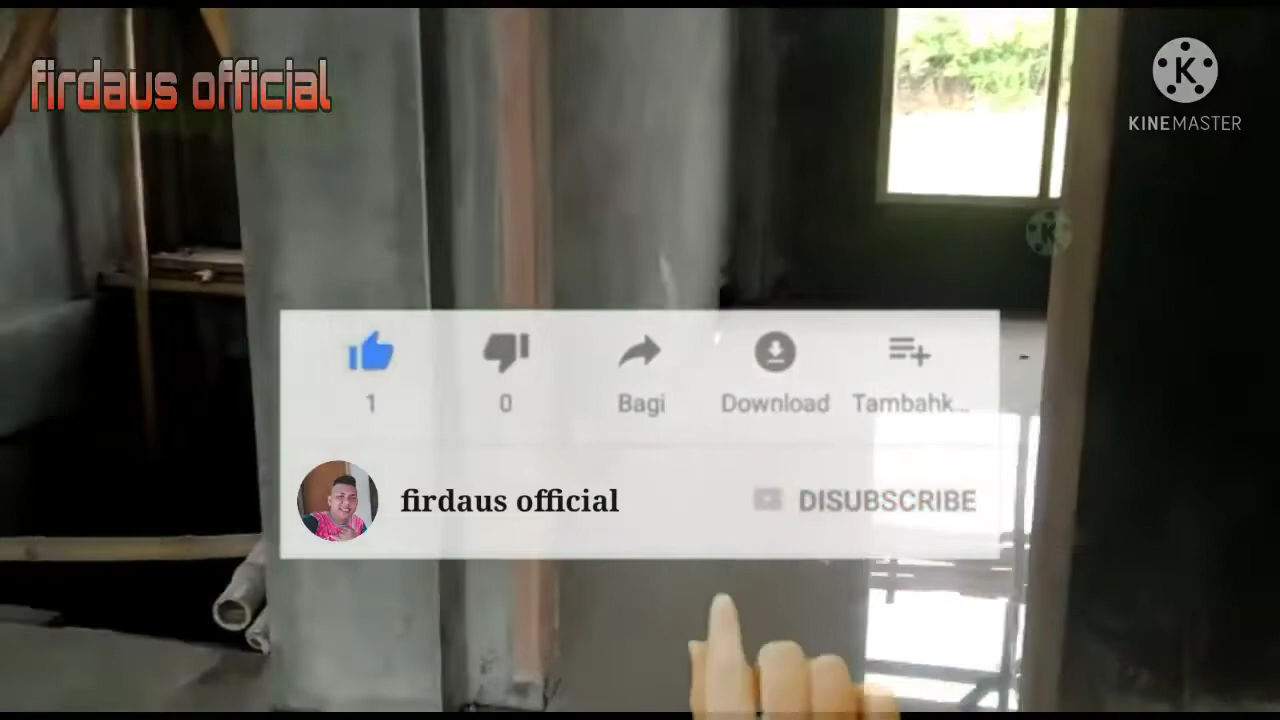 firdaus official
K
KINEMASTER
K
1
0
Bagi
Download
Tambahk...
firdaus official
DISUBSCRIBE